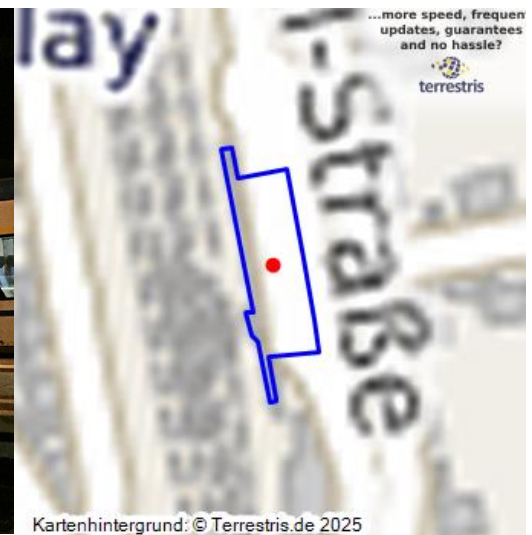 lay
...more speed, frequen
updates, guarantees
and no hassle?
terrestris
-Straße
Kartenhintergrund: © Terrestris.de 2025